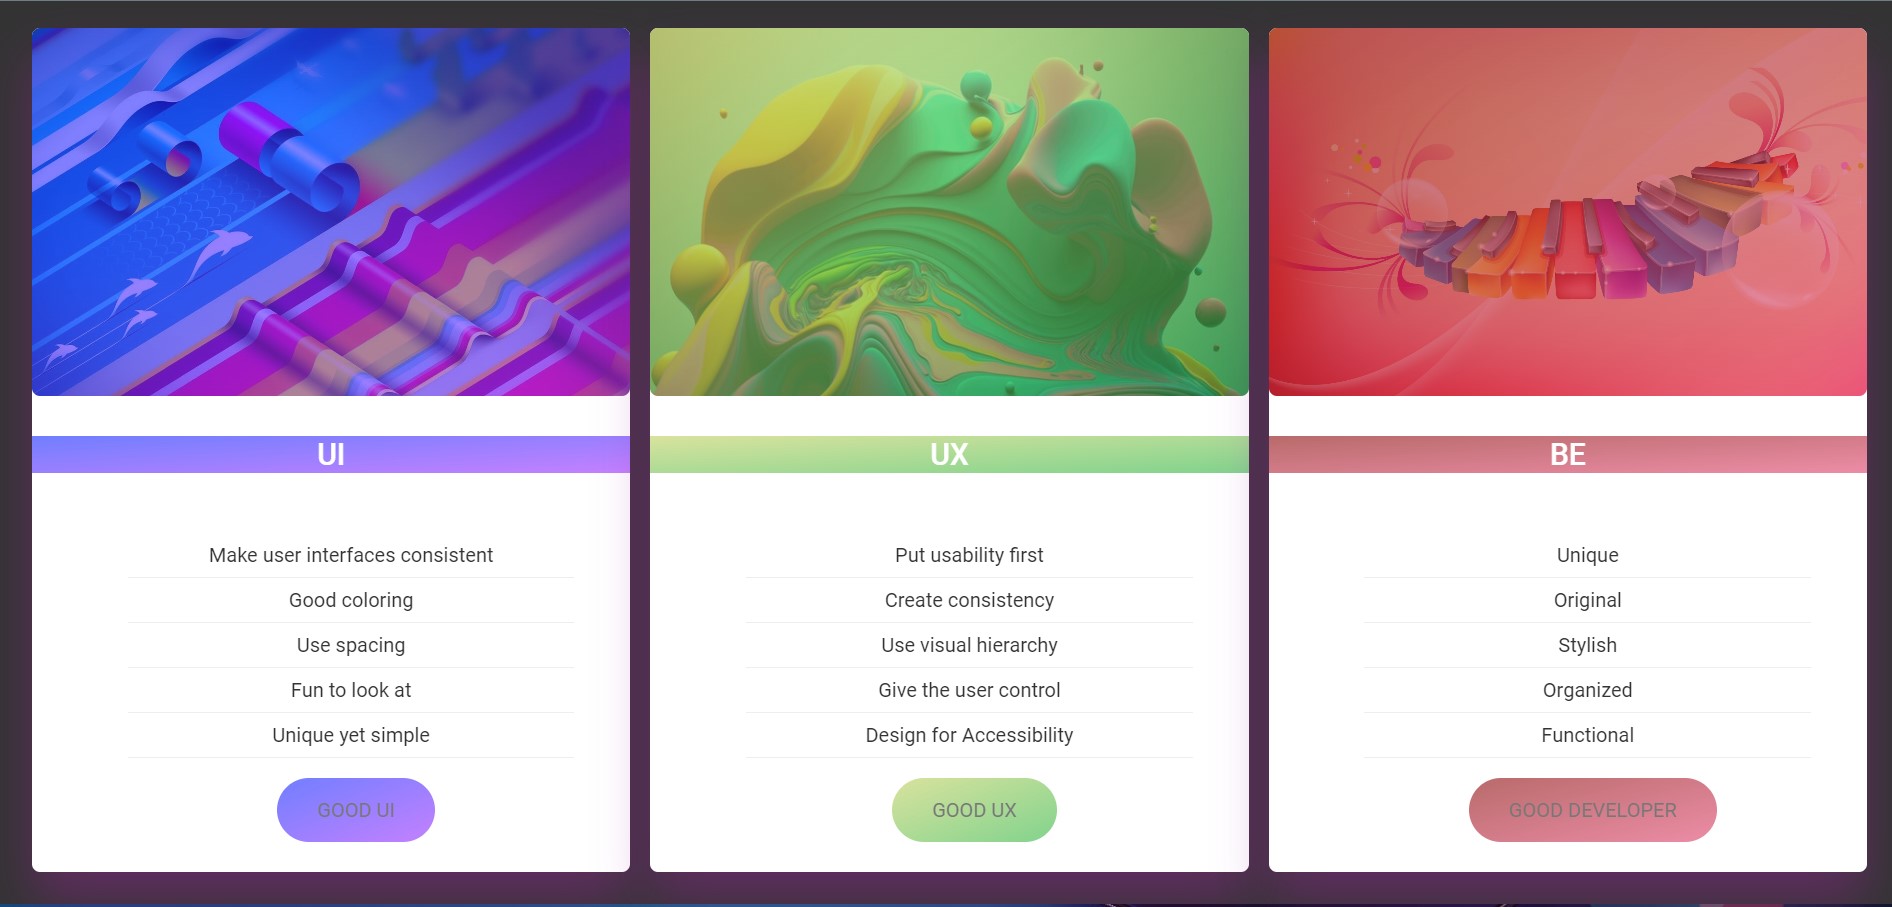 UI
Make user interfaces consistent
Good coloring
Use spacing
Fun to look at
Unique yet simple
GOOD UI
UX
Put usability first
Create consistency
Use visual hierarchy
Give the user control
Design for Accessibility
GOOD UX
BE
Unique
Original
Stylish
Organized
Functional
GOOD DEVELOPER